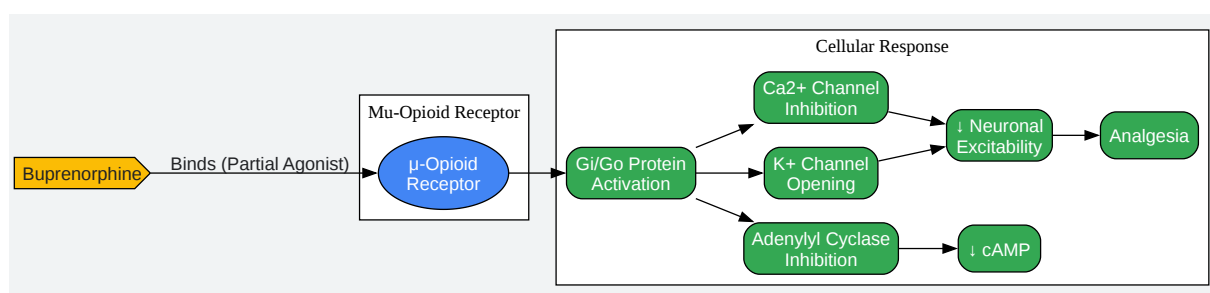 Buprenorphine
Binds (Partial Agonist)
Mu-Opioid Receptor
μ-Opioid
Receptor
Cellular Response
Gi/Go Protein
Activation
Ca2+ Channel
Inhibition
K+ Channel
Opening
Adenylyl Cyclase
Inhibition
↓ Neuronal
Excitability
↓ cAMP
Analgesia